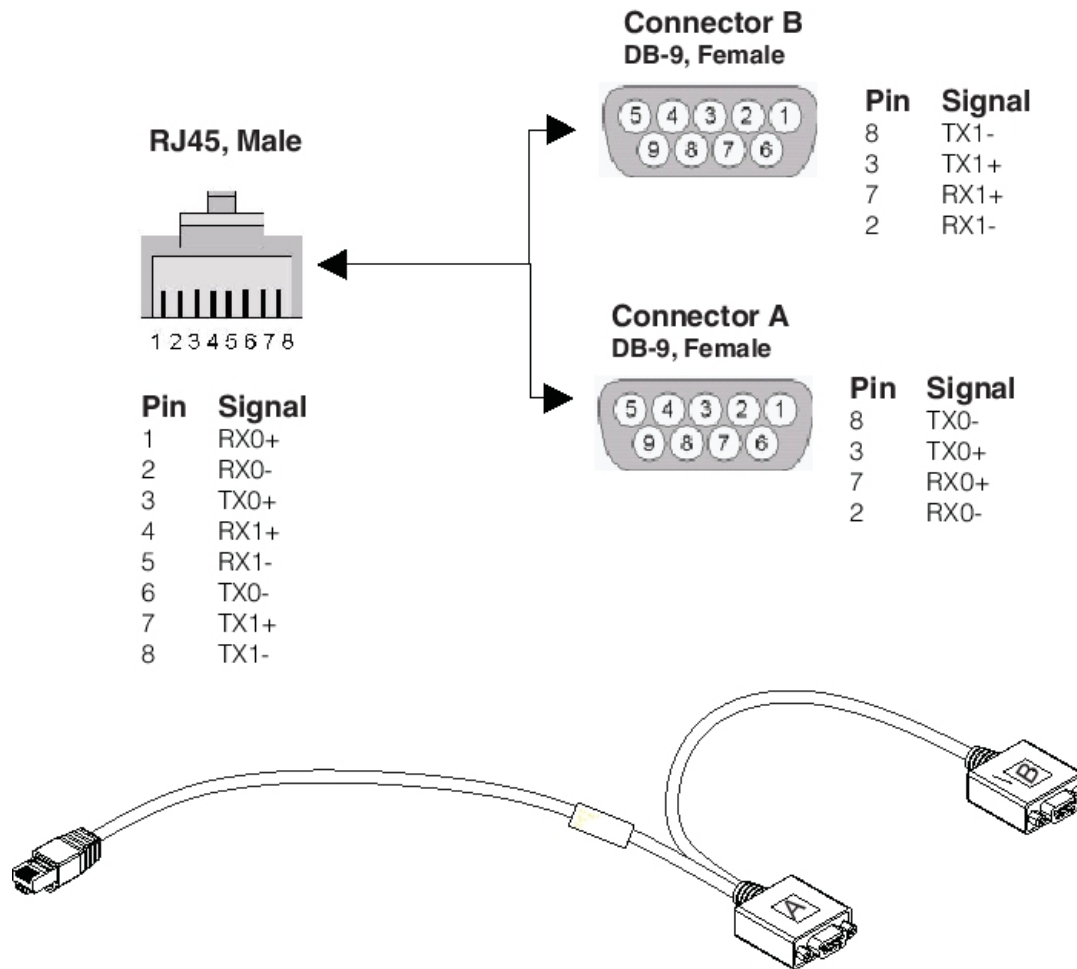 Connector B
DB-9, Female
5 4 3 2 1
9 8 7 6
Pin Signal
8 TX1-
3 TX1+
7 RX1+
2 RX1-
RJ45, Male
1 2 3 4 5 6 7 8
Pin Signal
1 RX0+
2 RX0-
3 TX0+
4 RX1+
5 RX1-
6 TX0-
7 TX1+
8 TX1-
Connector A
DB-9, Female
5 4 3 2 1
9 8 7 6
Pin Signal
8 TX0-
3 TX0+
7 RX0+
2 RX0-
B
A